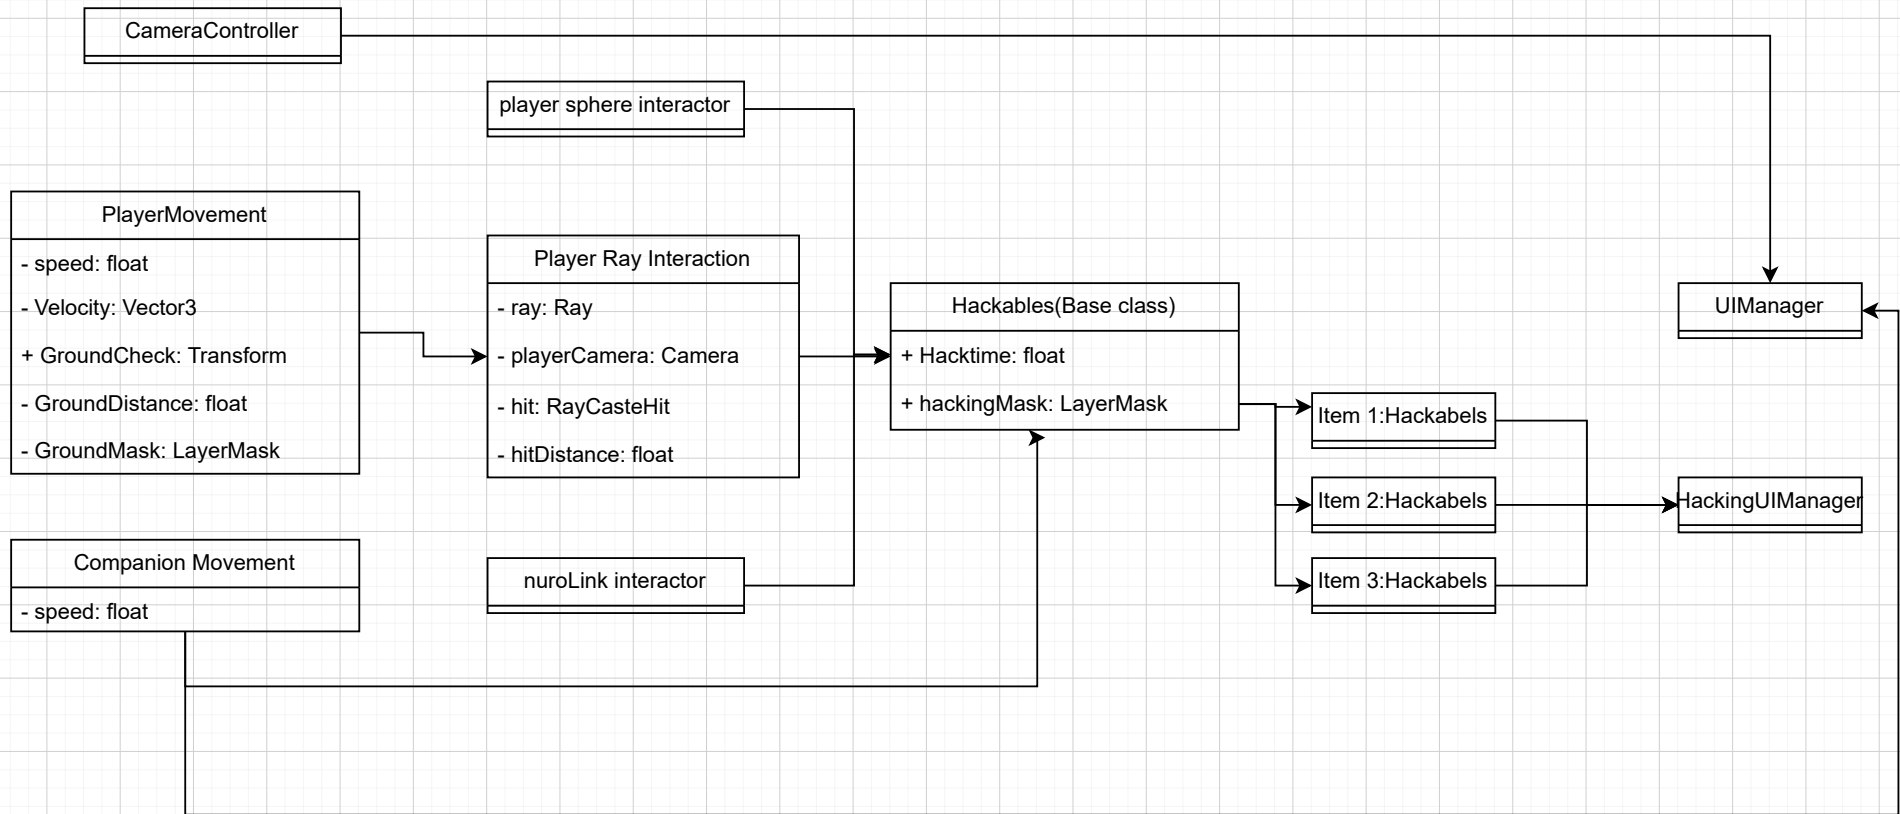 CameraController
player sphere interactor
PlayerMovement
- speed: float
- Velocity: Vector3
+ GroundCheck: Transform
- GroundDistance: float
- GroundMask: LayerMask
Player Ray Interaction
- ray: Ray
- playerCamera: Camera
- hit: RayCasteHit
- hitDistance: float
Hackables(Base class)
+ Hacktime: float
+ hackingMask: LayerMask
UIManager
Item 1:Hackabels
Item 2:Hackabels
Item 3:Hackabels
HackingUIManager
Companion Movement
- speed: float
nuroLink interactor